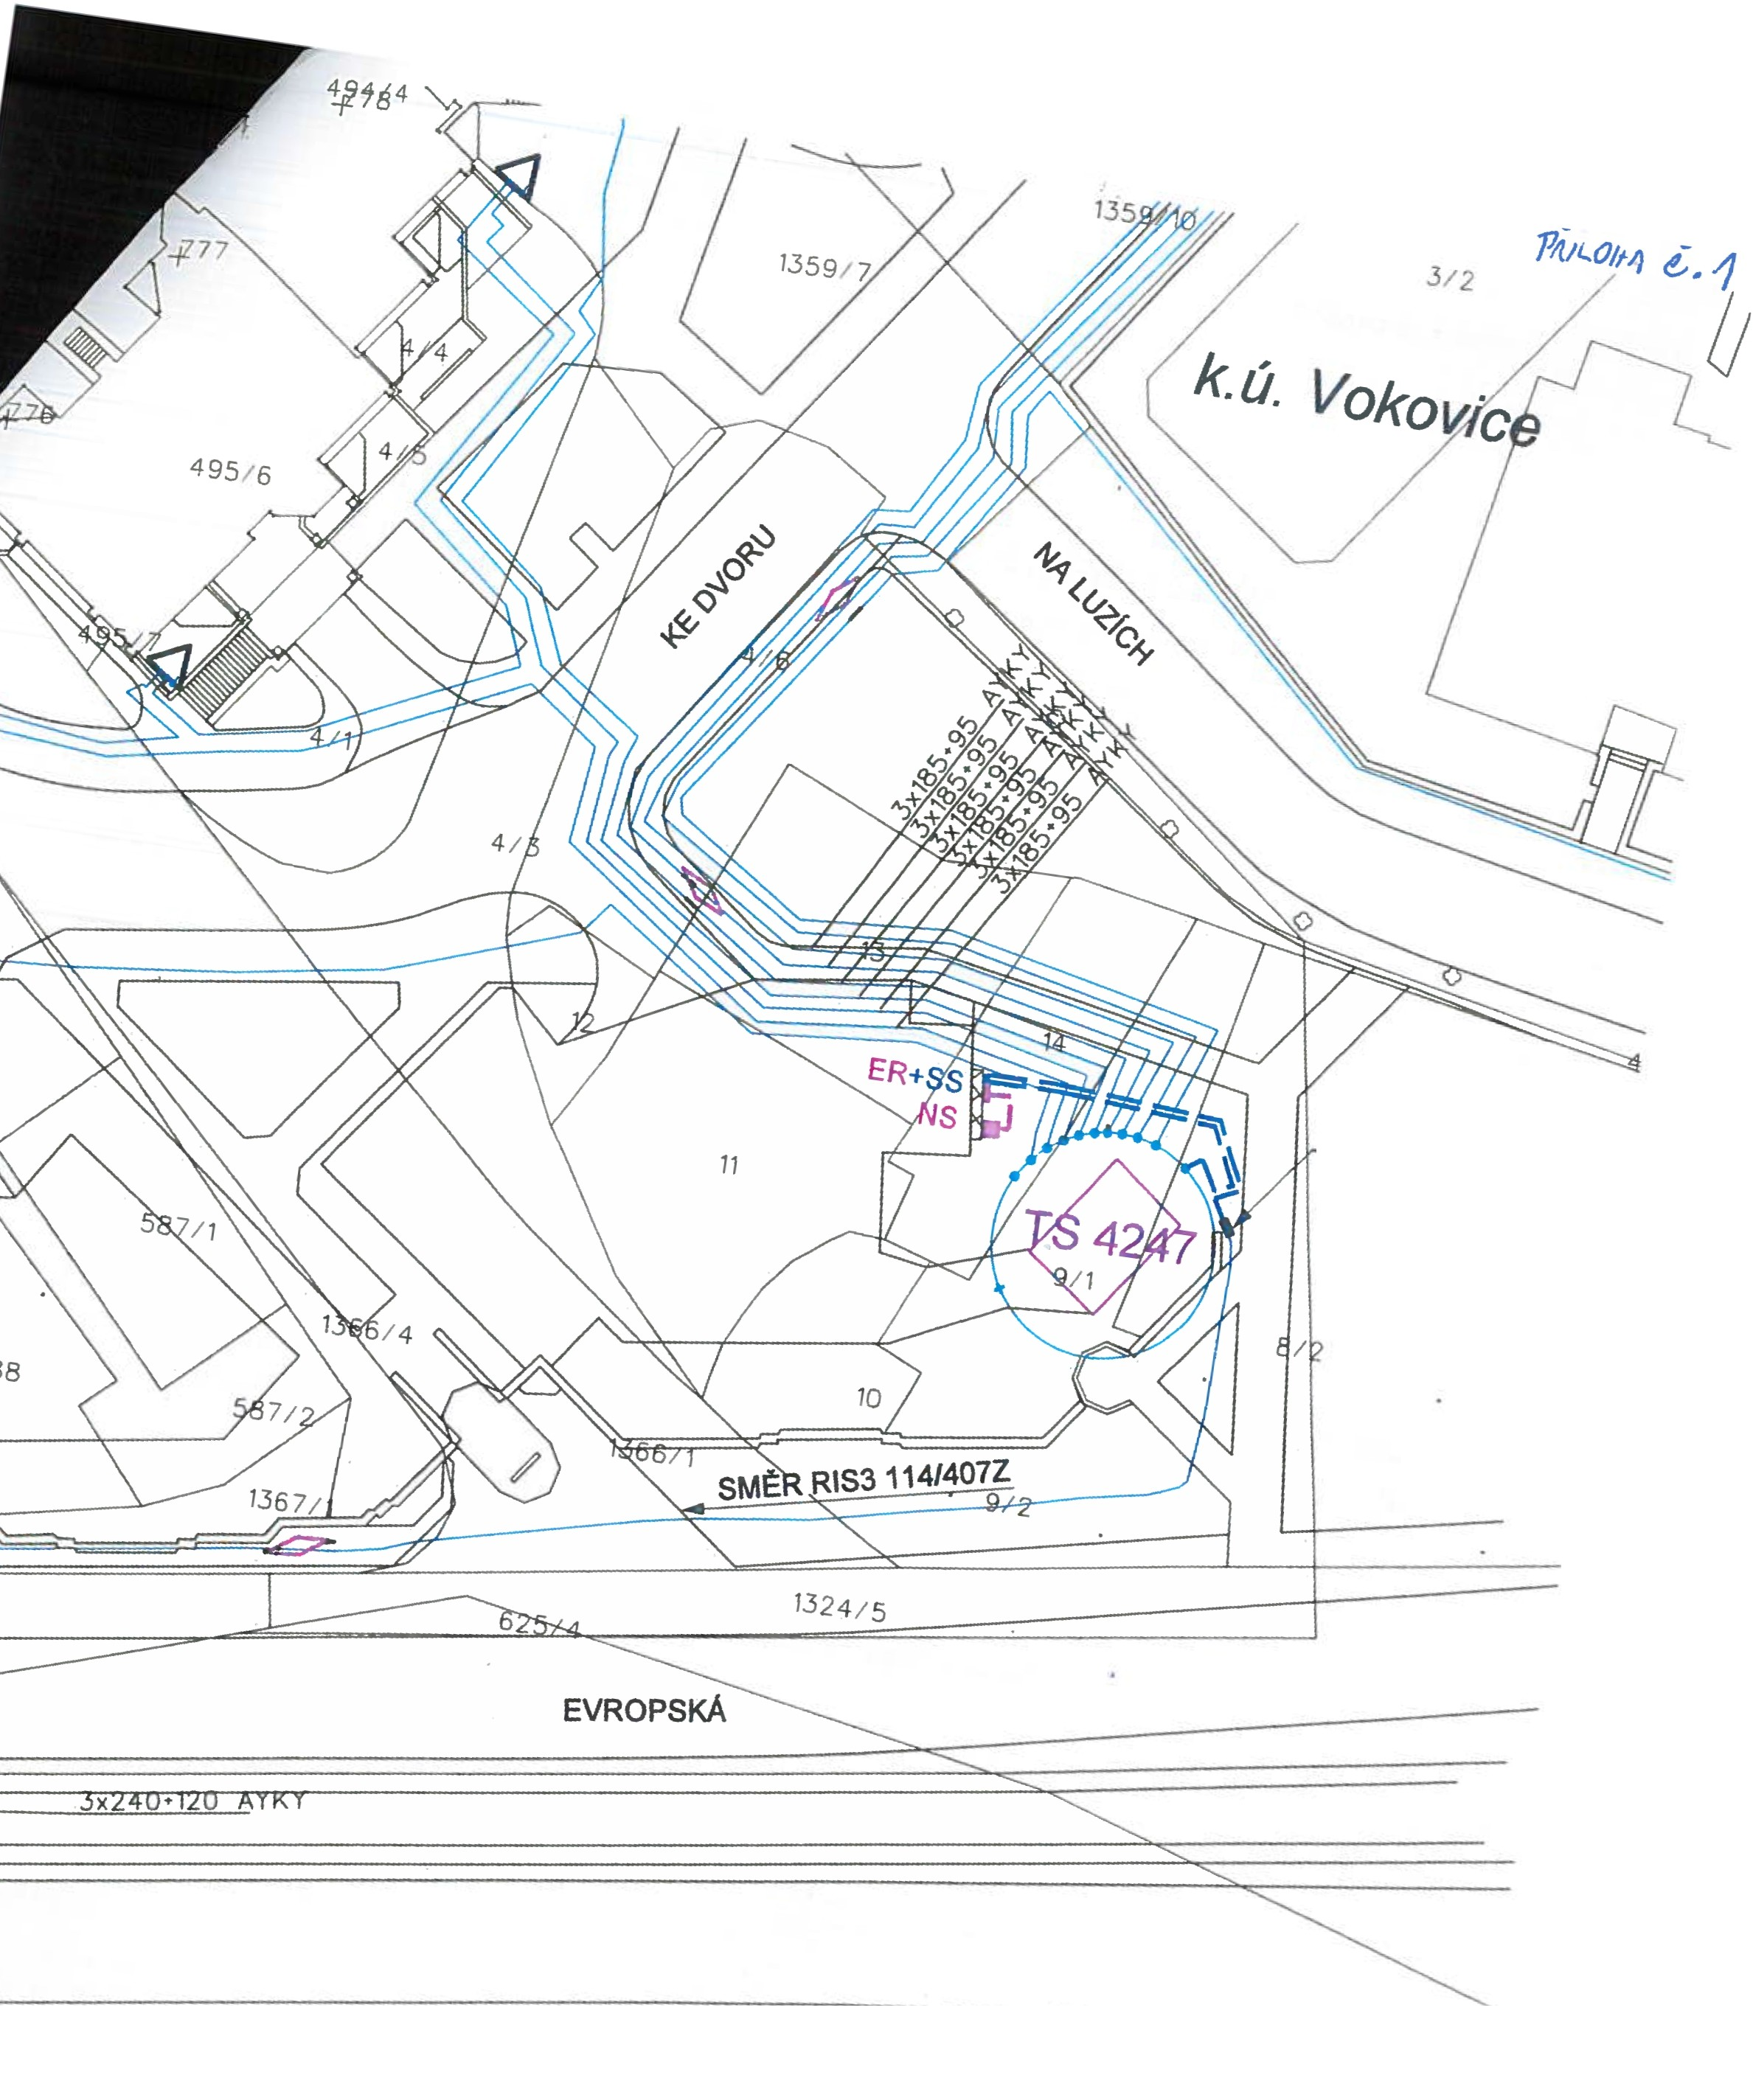 494/4
778
1359/10
PŘÍLOHA č. 1
777
1359/7
3/2
k.ú. Vokovice
4/4
776
4/5
495/6
KE DVORU
NA LUZÍCH
495/7
4/6
4/1
3x185+95 AYKY
3x185+95 AYKY
3x185+95 AYKY
3x185+95 AYKY
3x185+95 AYKY
3x185+95 AYKY
4/3
13
12
14
4
ER+SS
NS
11
587/1
TS 4247
9/1
1366/4
8/2
10
587/2
1366/1
SMĚR RIS3 114/407Z
1367/1
9/2
1324/5
625/4
EVROPSKÁ
3x240+120 AYKY